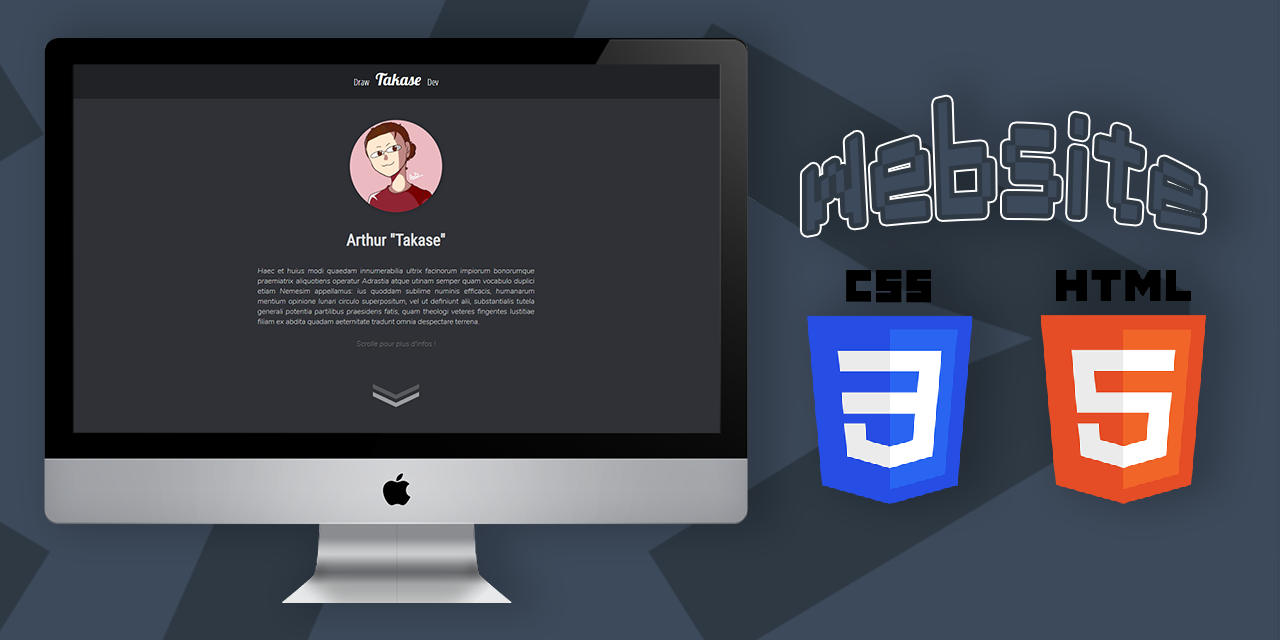 Draw Takase Dev
Arthur "Takase"
Haec et huius modi quaedam innumerabilia ultrix facinorum impiorum bonorumque
praemiatrix aliquotiens operatur Adrastia atque utinam semper quam vocabulo duplici
etiam Nemesim appellamus: ius quoddam sublime numinis efficacis, humanarum
mentium opinione lunari circulo superpositum, vel ut definiunt alii, substantialis tutela
generali potentia partilibus praesidens fatis, quam theologi veteres fingentes Iustitiae
filiam ex abdita quadam aeternitate tradunt omnia despectare terrena.
Scrolle pour plus d'infos !
Website
CSS HTML
3 5